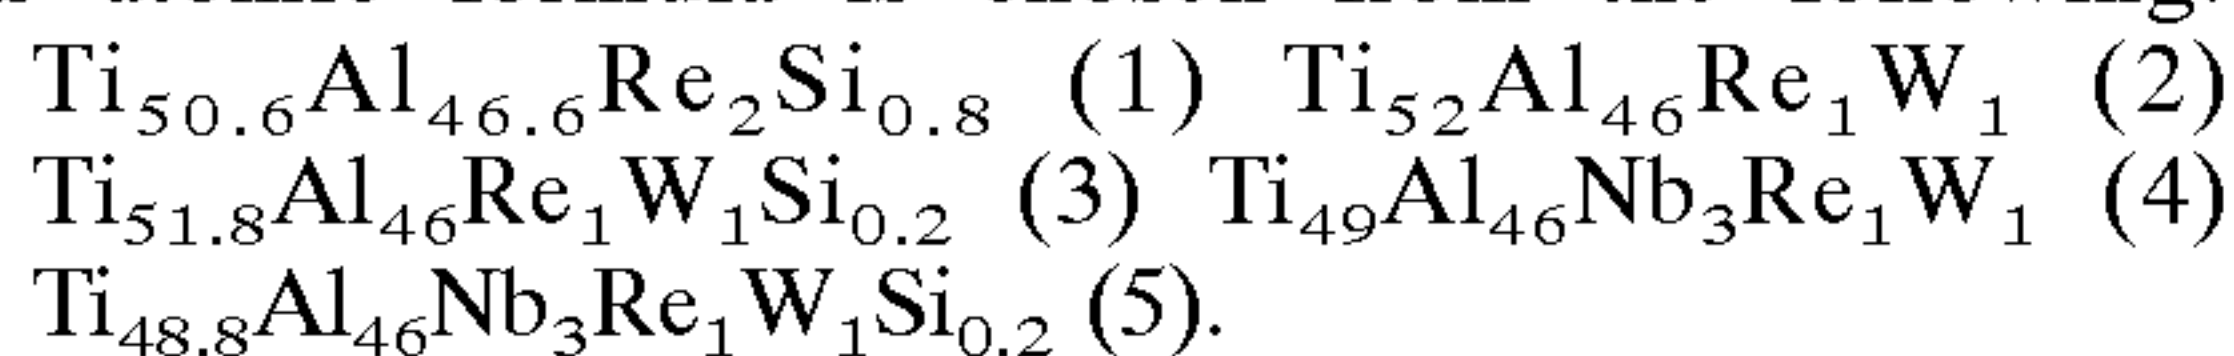 Ti50.6Al46.6Re2Si0.8 (1) Ti52Al46Re1W1 (2)
Ti51.8Al46Re1W1Si0.2 (3) Ti49Al46Nb3Re1W1 (4)
Ti48.8Al46Nb3Re1W1Si0.2 (5).